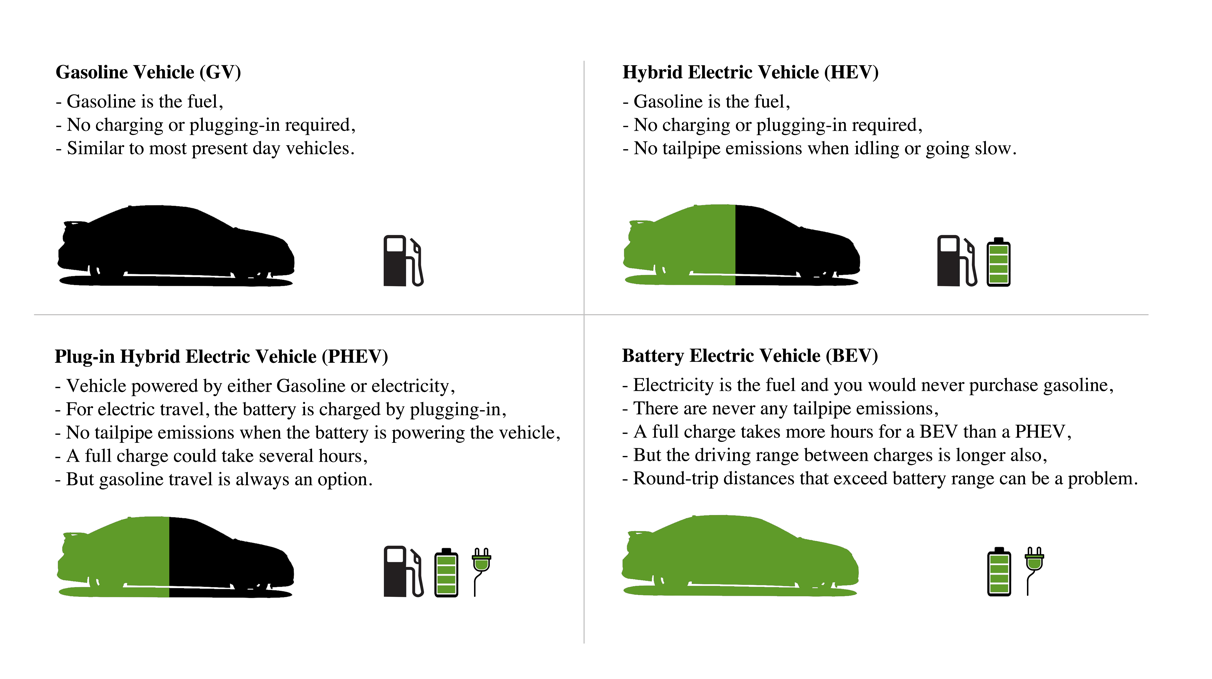 Gasoline Vehicle (GV)
- Gasoline is the fuel,
- No charging or plugging-in required,
- Similar to most present day vehicles.
Hybrid Electric Vehicle (HEV)
- Gasoline is the fuel,
- No charging or plugging-in required,
- No tailpipe emissions when idling or going slow.
Plug-in Hybrid Electric Vehicle (PHEV)
- Vehicle powered by either Gasoline or electricity,
- For electric travel, the battery is charged by plugging-in,
- No tailpipe emissions when the battery is powering the vehicle,
- A full charge could take several hours,
- But gasoline travel is always an option.
Battery Electric Vehicle (BEV)
- Electricity is the fuel and you would never purchase gasoline,
- There are never any tailpipe emissions,
- A full charge takes more hours for a BEV than a PHEV,
- But the driving range between charges is longer also,
- Round-trip distances that exceed battery range can be a problem.